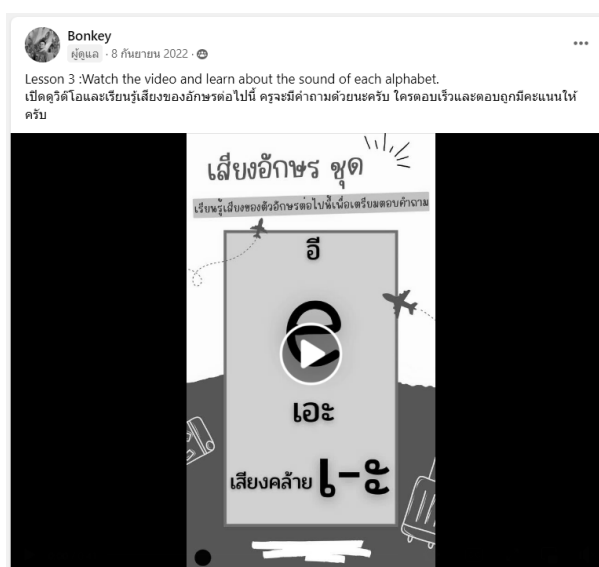 Bonkey
ผู้ดูแล · 8 กันยายน 2022 ·
Lesson 3 :Watch the video and learn about the sound of each alphabet.
เปิดดูวิดีโอและเรียนรู้เสียงของอักษรต่อไปนี้ ครูจะมีคำถามด้วยนะครับ ใครตอบเร็วและตอบถูกมีคะแนนให้
ครับ
เสียงอักษร ชุด
เรียนรู้เสียงของตัวอักษรต่อไปนี้เพื่อเตรียมตอบคำถาม
อี
e
เอะ
เสียงคล้าย เ-ะ